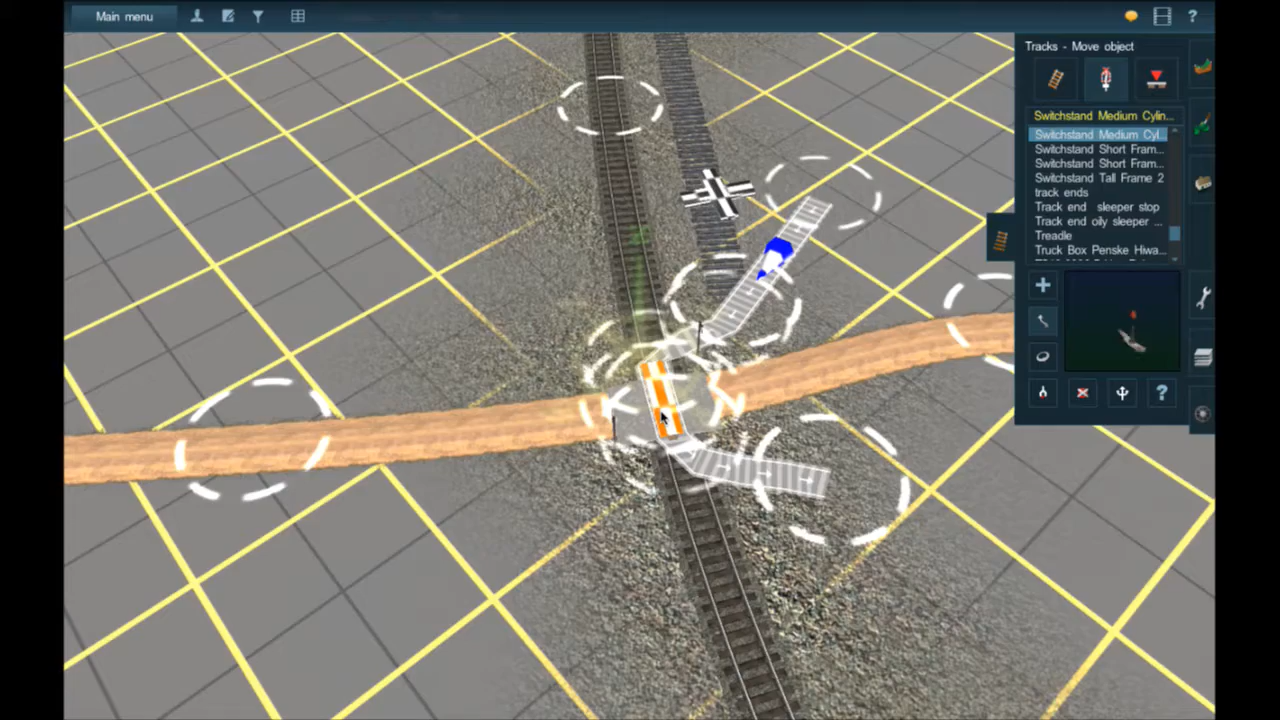 Main menu
?
Tracks - Move object
Switchstand Medium Cylin...
Switchstand Medium Cyl...
Switchstand Short Fram...
Switchstand Short Fram...
Switchstand Tall Frame 2
track ends
Track end sleeper stop
Track end oily sleeper ...
Treadle
Truck Box Penske Hiwa...
?